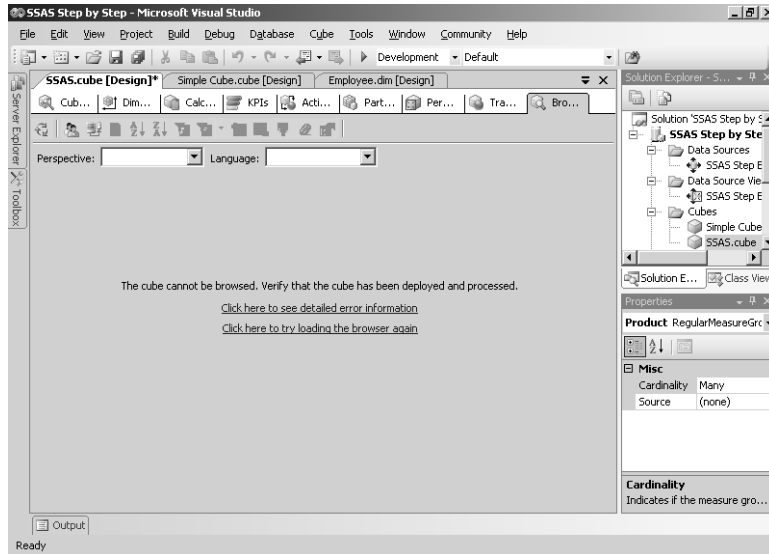 SSAS Step by Step - Microsoft Visual Studio
File Edit View Project Build Debug Database Cube Tools Window Community Help
Development Default
SSAS.cube [Design]* Simple Cube.cube [Design] Employee.dim [Design]
Cub... Dim... Calc... KPIs Acti... Part... Per... Tra... Bro...
Perspective: Language:
The cube cannot be browsed. Verify that the cube has been deployed and processed.
Click here to see detailed error information
Click here to try loading the browser again
Server Explorer
Toolbox
Solution Explorer - S...
Solution 'SSAS Step by S
SSAS Step by Ste
Data Sources
SSAS Step E
Data Source Vie
SSAS Step E
Cubes
Simple Cube
SSAS.cube
Solution E... Class View
Properties
Product RegularMeasureGrc
Misc
Cardinality Many
Source (none)
Cardinality
Indicates if the measure gro...
Output
Ready